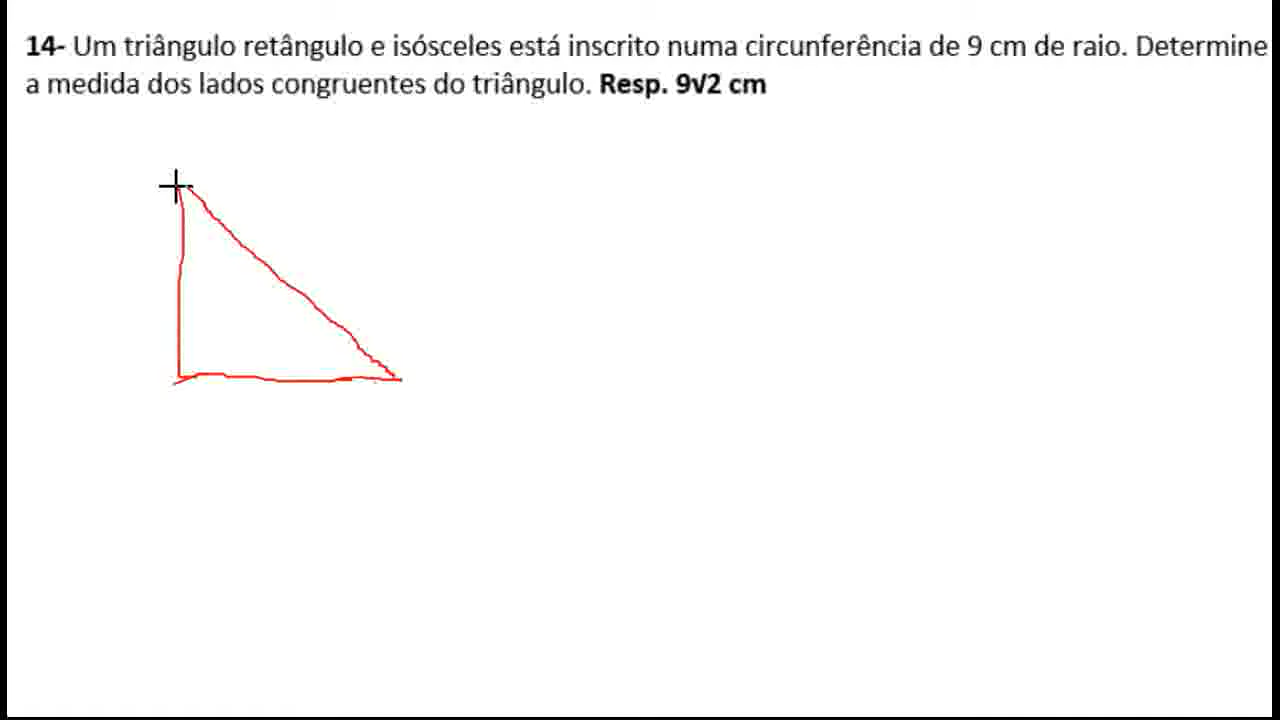 14- Um triângulo retângulo e isósceles está inscrito numa circunferência de 9 cm de raio. Determine
a medida dos lados congruentes do triângulo. Resp. 9√2 cm